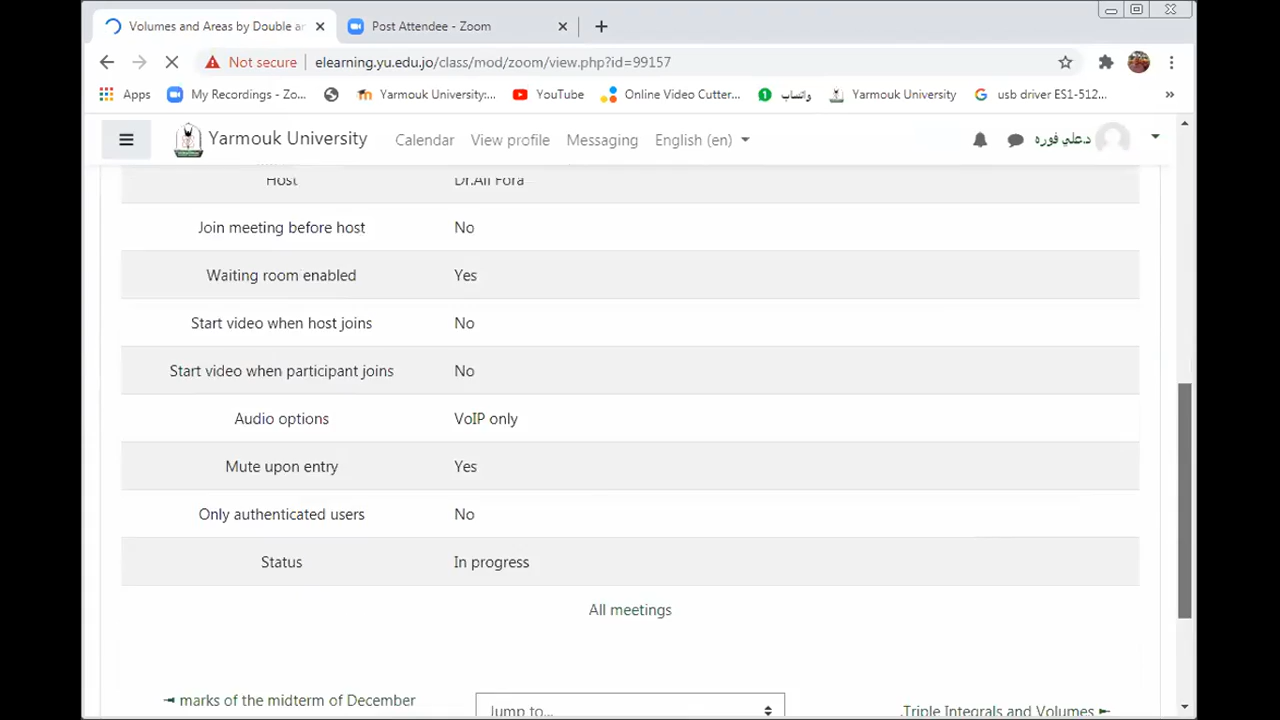 Volumes and Areas by Double ar
Post Attendee - Zoom
Not secure
elearning.yu.edu.jo/class/mod/zoom/view.php?id=99157
Apps
My Recordings - Zo...
Yarmouk University:...
YouTube
Online Video Cutter...
واتساب
Yarmouk University
usb driver ES1-512...
»
Yarmouk University
Calendar
View profile
Messaging
English (en)
د.علي فوره
Host
Dr.Ali Fora
Join meeting before host
No
Waiting room enabled
Yes
Start video when host joins
No
Start video when participant joins
No
Audio options
VoIP only
Mute upon entry
Yes
Only authenticated users
No
Status
In progress
All meetings
◄ marks of the midterm of December
Jump to...
.Triple Integrals and Volumes ►